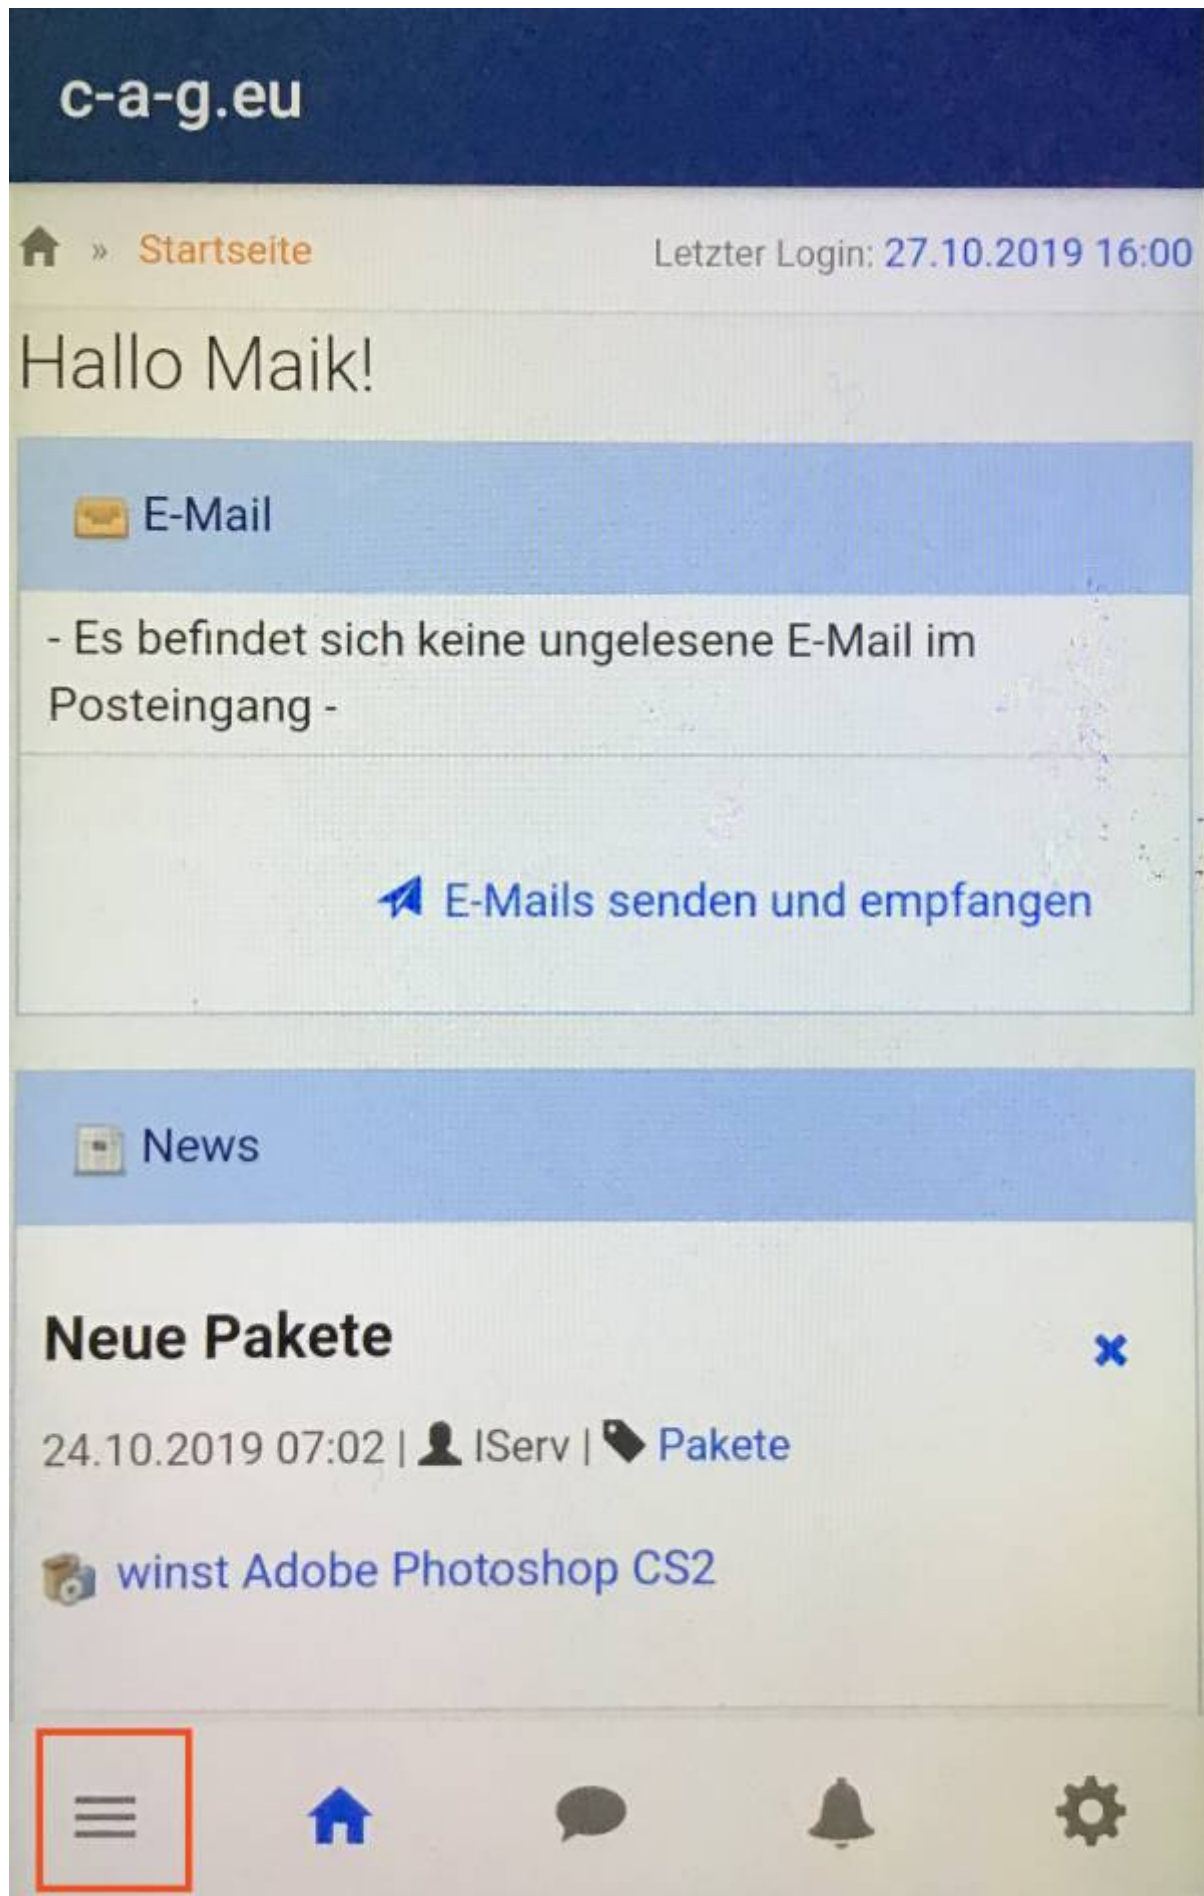 c-a-g.eu
» Startseite
Letzter Login: 27.10.2019 16:00
Hallo Maik!
E-Mail
- Es befindet sich keine ungelesene E-Mail im
Posteingang -
E-Mails senden und empfangen
News
Neue Pakete
24.10.2019 07:02 | IServ | Pakete
winst Adobe Photoshop CS2